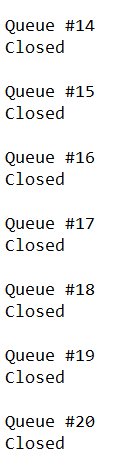 Queue #14
Closed
Queue #15
Closed
Queue #16
Closed
Queue #17
Closed
Queue #18
Closed
Queue #19
Closed
Queue #20
Closed